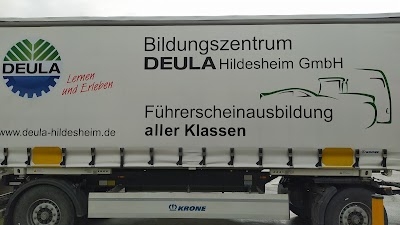 DEULA
Lernen
und Erleben
www.deula-hildesheim.de
Bildungszentrum
DEULA Hildesheim GmbH
Führerscheinausbildung
aller Klassen
KRONE